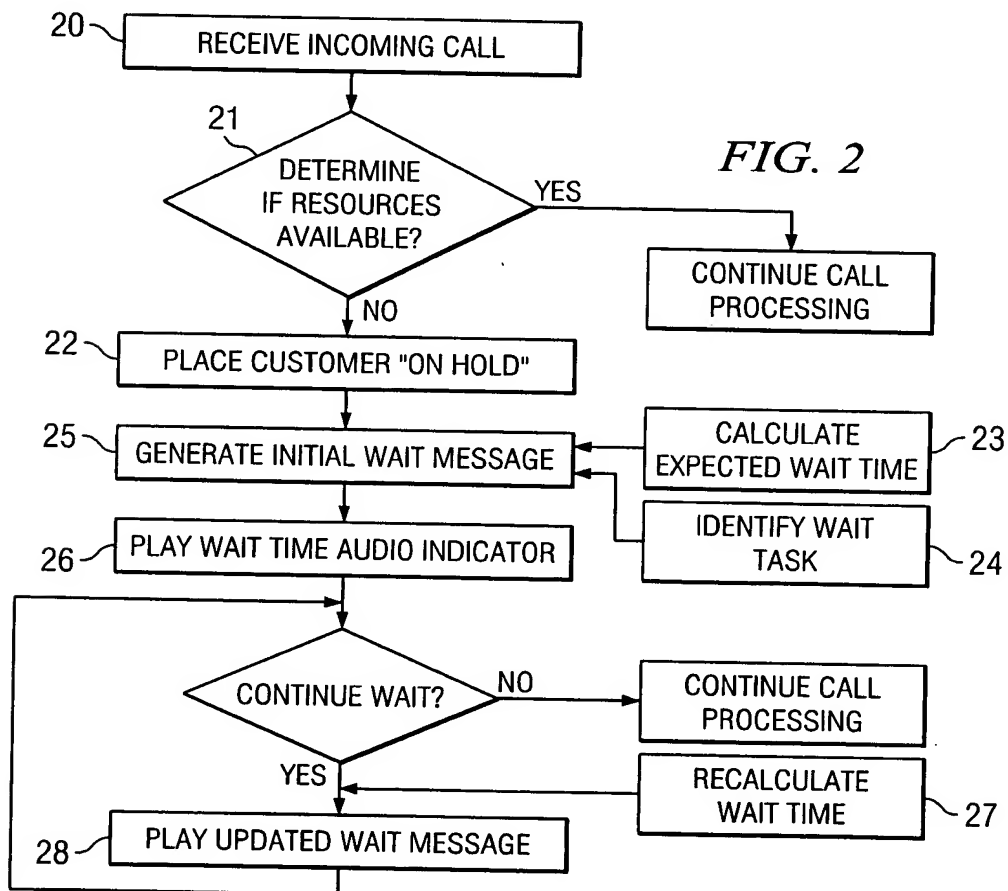 20
RECEIVE INCOMING CALL
21
FIG. 2
DETERMINE
IF RESOURCES
AVAILABLE?
YES
CONTINUE CALL
PROCESSING
NO
22
PLACE CUSTOMER "ON HOLD"
25
GENERATE INITIAL WAIT MESSAGE
CALCULATE
EXPECTED WAIT TIME
23
26
PLAY WAIT TIME AUDIO INDICATOR
IDENTIFY WAIT
TASK
24
CONTINUE WAIT?
NO
CONTINUE CALL
PROCESSING
YES
RECALCULATE
WAIT TIME
27
28
PLAY UPDATED WAIT MESSAGE